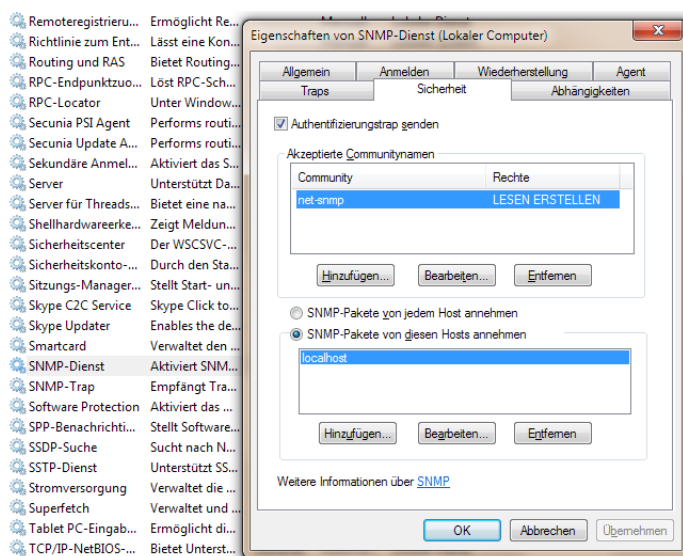 Remoteregistrieru... Ermöglicht Re...
Richtlinie zum Ent... Lässt eine Kon...
Routing und RAS Bietet Routing...
RPC-Endpunktzuo... Löst RPC-Sch...
RPC-Locator Unter Window...
Secunia PSI Agent Performs routi...
Secunia Update A... Performs routi...
Sekundäre Anmel... Aktiviert das S...
Server Unterstützt Da...
Server für Threads... Bietet eine na...
Shellhardwareerke... Zeigt Meldun...
Sicherheitscenter Der WSCSVC-...
Sicherheitskonto-... Durch den Sta...
Sitzungs-Manager... Stellt Start- un...
Skype C2C Service Skype Click to...
Skype Updater Enables the de...
Smartcard Verwaltet den ...
SNMP-Dienst Aktiviert SNM...
SNMP-Trap Empfängt Tra...
Software Protection Aktiviert das ...
SPP-Benachrichti... Stellt Software...
SSDP-Suche Sucht nach N...
SSTP-Dienst Unterstützt SS...
Stromversorgung Verwaltet die ...
Superfetch Verwaltet und ...
Tablet PC-Eingab... Ermöglicht di...
TCP/IP-NetBIOS-... Bietet Unterst...
Eigenschaften von SNMP-Dienst (Lokaler Computer)
Allgemein Anmelden Wiederherstellung Agent
Traps Sicherheit Abhängigkeiten
Authentifizierungstrap senden
Akzeptierte Communitynamen
Community Rechte
net-snmp LESEN ERSTELLEN
Hinzufügen... Bearbeiten... Entfernen
SNMP-Pakete von jedem Host annehmen
SNMP-Pakete von diesen Hosts annehmen
localhost
Hinzufügen... Bearbeiten... Entfernen
Weitere Informationen über SNMP
OK Abbrechen Übernehmen